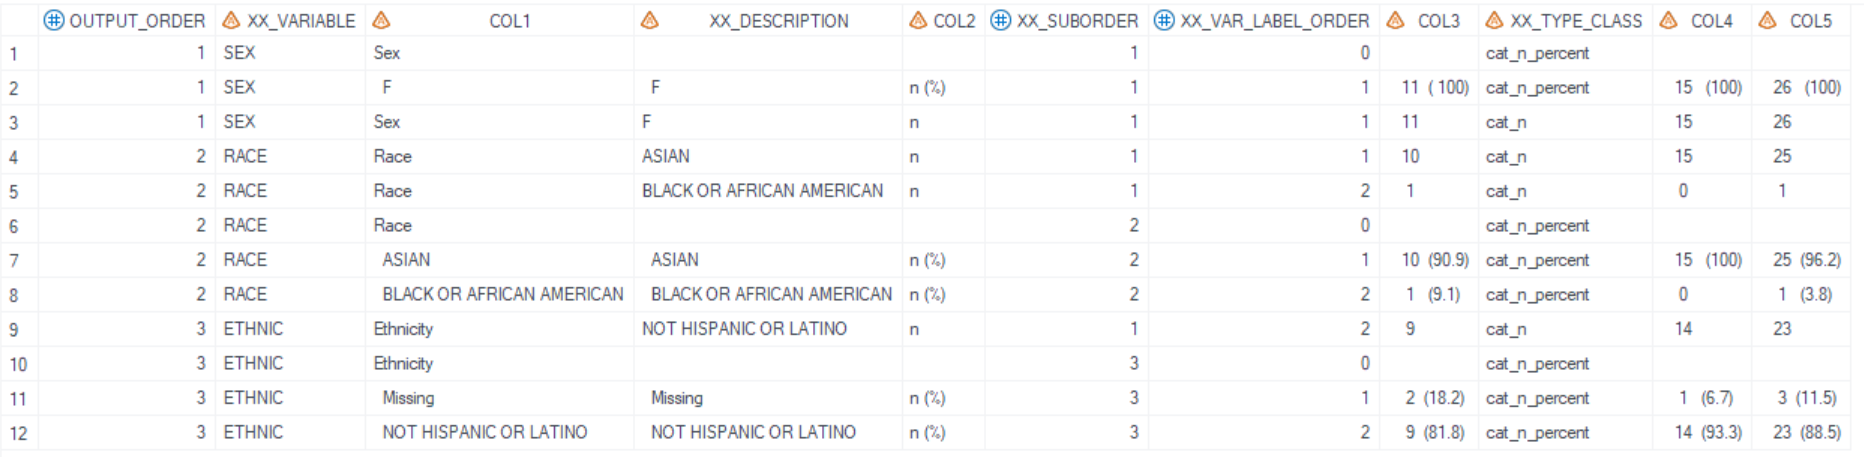 OUTPUT_ORDER XX_VARIABLE COL1 XX_DESCRIPTION COL2 XX_SUBORDER XX_VAR_LABEL_ORDER COL3 XX_TYPE_CLASS COL4 COL5
1 1 SEX Sex 1 0 cat_n_percent
2 1 SEX F F n (%) 1 1 11 ( 100) cat_n_percent 15 (100) 26 (100)
3 1 SEX Sex F n 1 1 11 cat_n 15 26
4 2 RACE Race ASIAN n 1 1 10 cat_n 15 25
5 2 RACE Race BLACK OR AFRICAN AMERICAN n 1 2 1 cat_n 0 1
6 2 RACE Race 2 0 cat_n_percent
7 2 RACE ASIAN ASIAN n (%) 2 1 10 (90.9) cat_n_percent 15 (100) 25 (96.2)
8 2 RACE BLACK OR AFRICAN AMERICAN BLACK OR AFRICAN AMERICAN n (%) 2 2 1 (9.1) cat_n_percent 0 1 (3.8)
9 3 ETHNIC Ethnicity NOT HISPANIC OR LATINO n 1 2 9 cat_n 14 23
10 3 ETHNIC Ethnicity 3 0 cat_n_percent
11 3 ETHNIC Missing Missing n (%) 3 1 2 (18.2) cat_n_percent 1 (6.7) 3 (11.5)
12 3 ETHNIC NOT HISPANIC OR LATINO NOT HISPANIC OR LATINO n (%) 3 2 9 (81.8) cat_n_percent 14 (93.3) 23 (88.5)